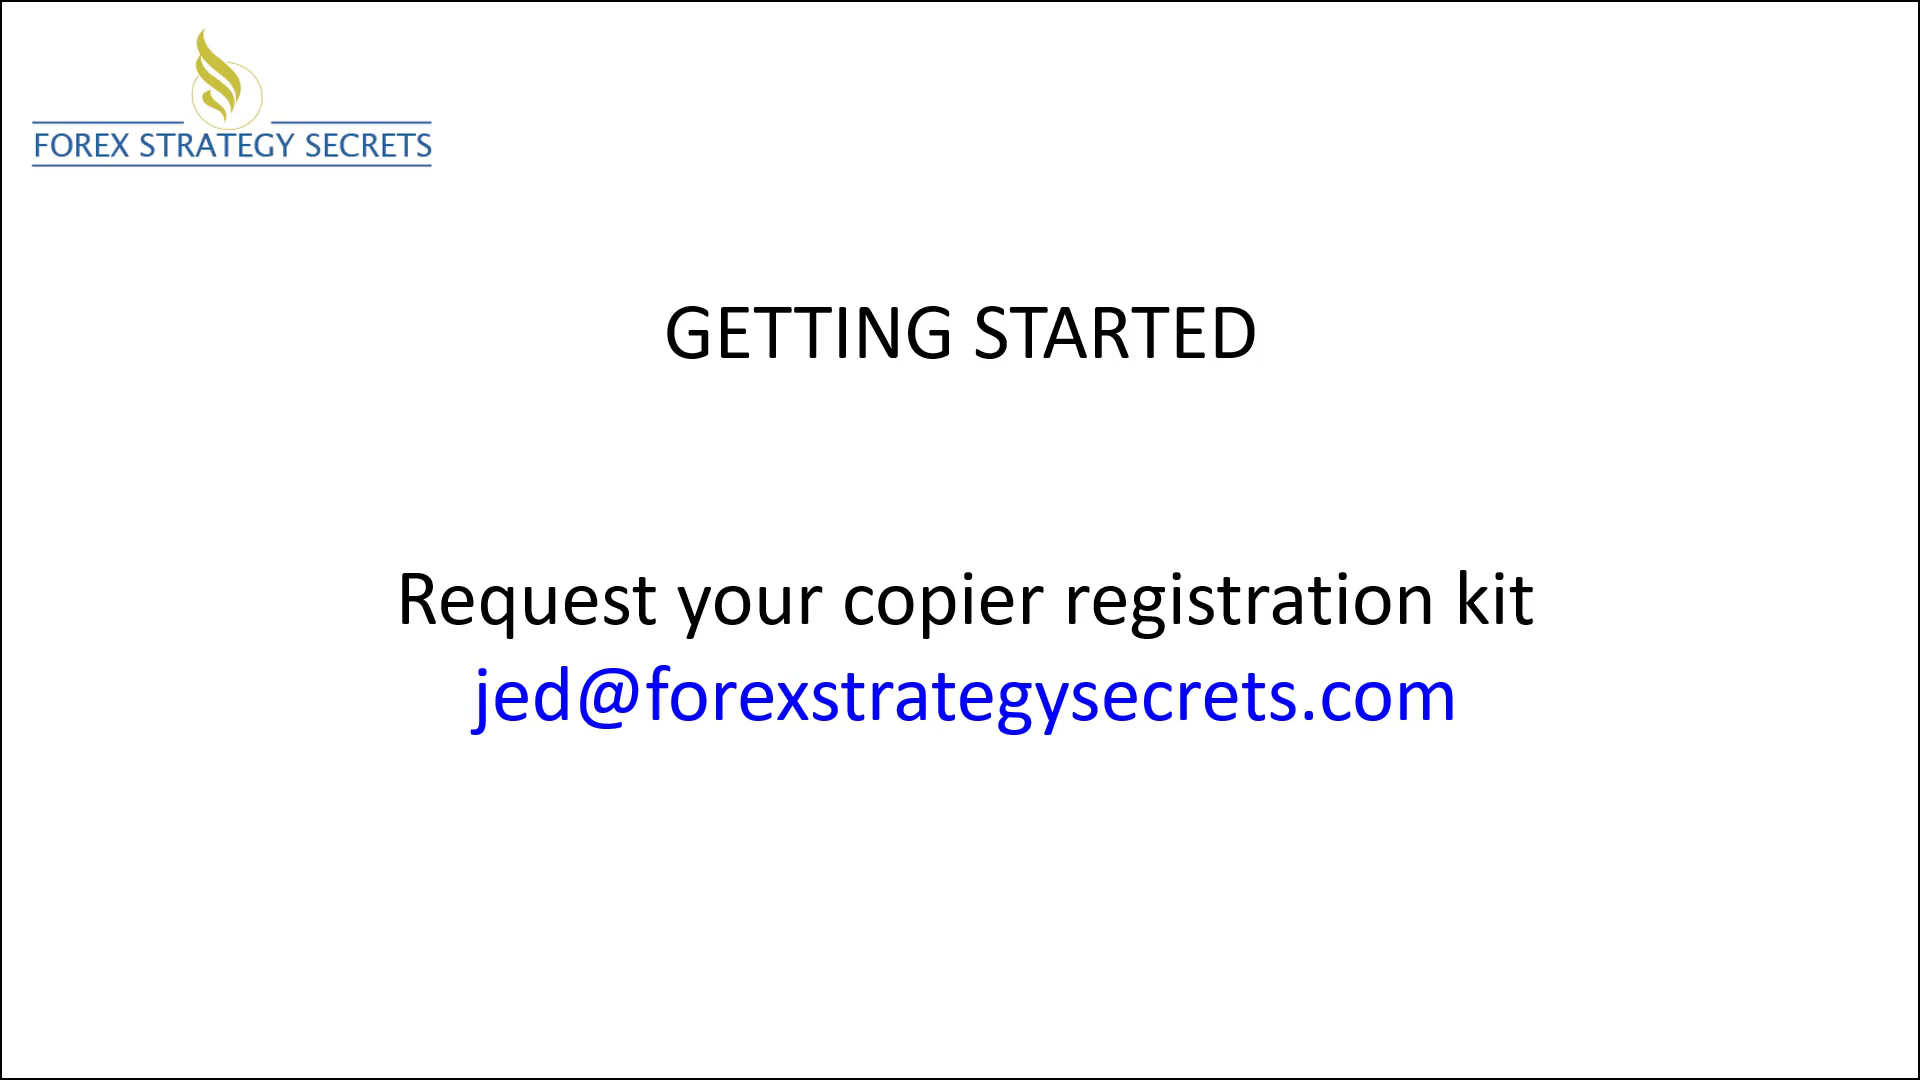 FOREX STRATEGY SECRETS
GETTING STARTED
Request your copier registration kit
jed@forexstrategysecrets.com